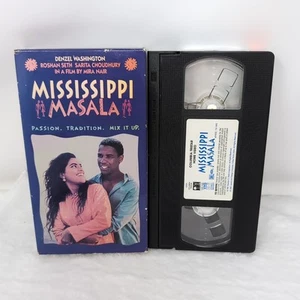 DENZEL WASHINGTON
ROSHAN SETH SARITA CHOUDHURY
IN A FILM BY MIRA NAIR
MISSISSIPPI
MASALA
PASSION. TRADITION. MIX IT UP.
MISSISSIPPI
MASALA